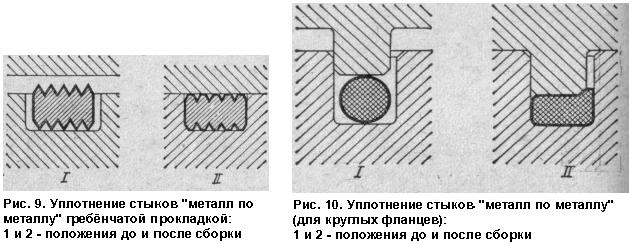 I
II
Рис. 9. Уплотнение стыков "металл по
металлу" гребёнчатой прокладкой:
1 и 2 - положения до и после сборки
I
II
Рис. 10. Уплотнение стыков "металл по металлу"
(для круглых фланцев):
1 и 2 - положения до и после сборки